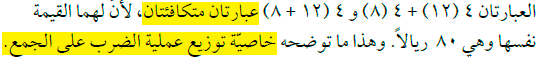 العبارتان ٤ (١٢) + ٤ (٨) و ٤ (١٢ + ٨) عبارتان متكافئتان، لأنّ لهما القيمة
نفسها وهي ٨٠ ريالاً. وهذا ما توضحه خاصيّة توزيع عملية الضرب على الجمع.